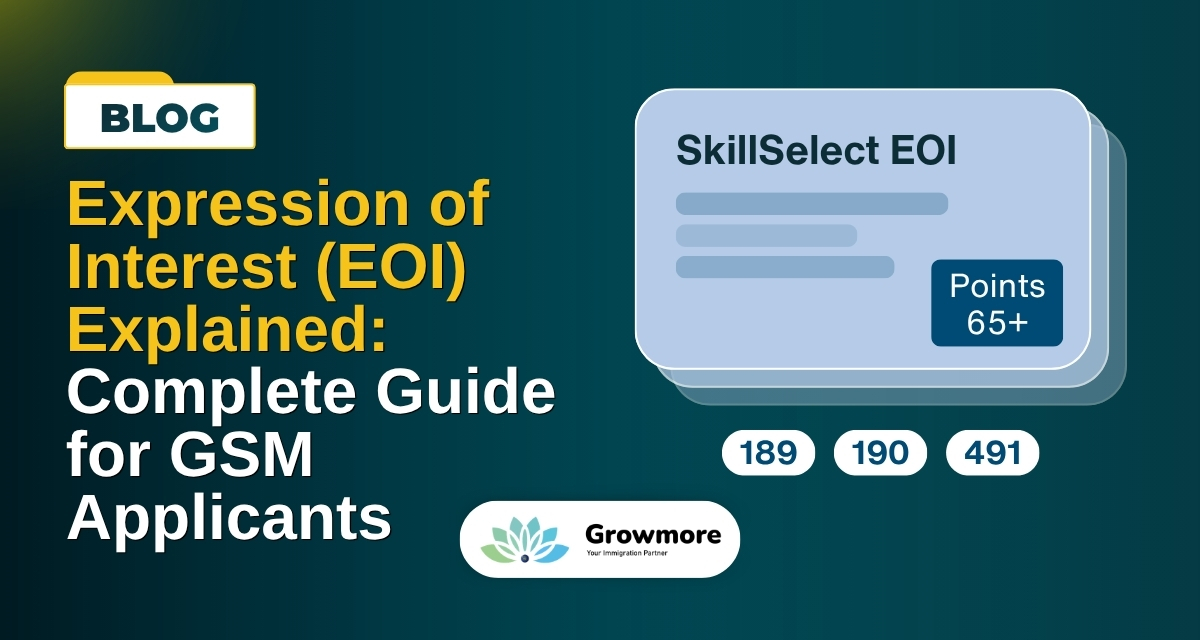 BLOG
Expression of
Interest (EOI)
Explained:
Complete Guide
for GSM
Applicants
SkillSelect EOI
Points
65+
189
190
491
Growmore
Your Immigration Partner